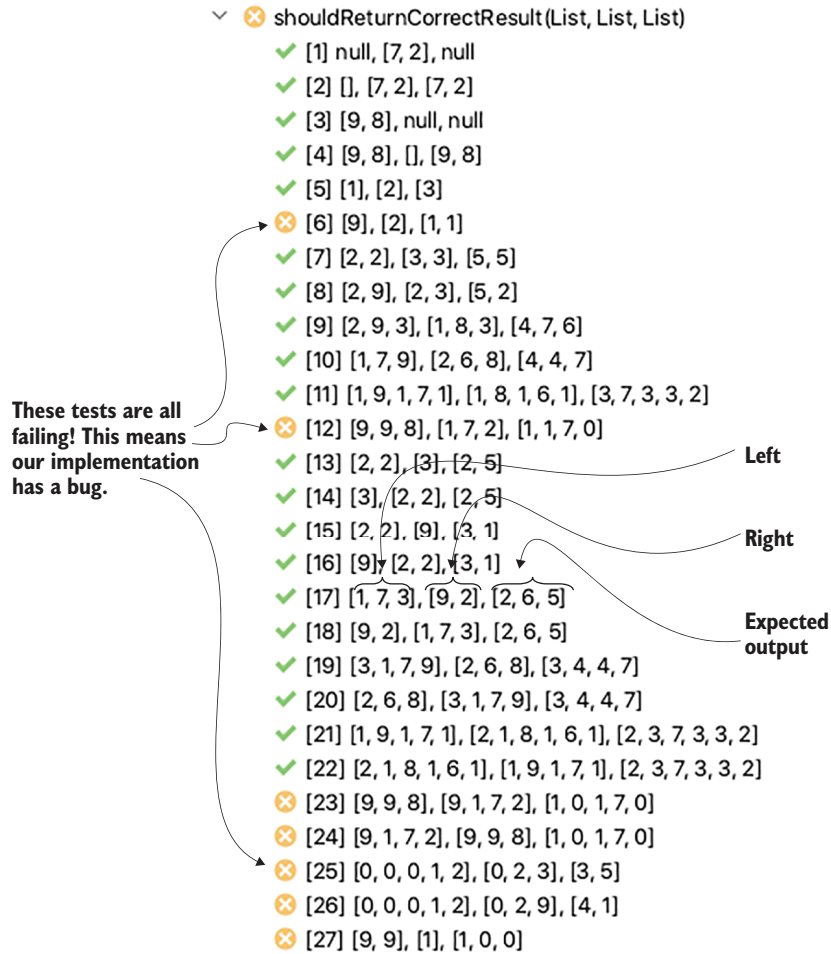 shouldReturnCorrectResult(List, List, List)
[1] null, [7, 2], null
[2] [], [7, 2], [7, 2]
[3] [9, 8], null, null
[4] [9, 8], [], [9, 8]
[5] [1], [2], [3]
[6] [9], [2], [1, 1]
[7] [2, 2], [3, 3], [5, 5]
[8] [2, 9], [2, 3], [5, 2]
[9] [2, 9, 3], [1, 8, 3], [4, 7, 6]
[10] [1, 7, 9], [2, 6, 8], [4, 4, 7]
[11] [1, 9, 1, 7, 1], [1, 8, 1, 6, 1], [3, 7, 3, 3, 2]
[12] [9, 9, 8], [1, 7, 2], [1, 1, 7, 0]
[13] [2, 2], [3], [2, 5]
[14] [3], [2, 2], [2, 5]
[15] [2, 2], [9], [3, 1]
[16] [9], [2, 2], [3, 1]
[17] [1, 7, 3], [9, 2], [2, 6, 5]
[18] [9, 2], [1, 7, 3], [2, 6, 5]
[19] [3, 1, 7, 9], [2, 6, 8], [3, 4, 4, 7]
[20] [2, 6, 8], [3, 1, 7, 9], [3, 4, 4, 7]
[21] [1, 9, 1, 7, 1], [2, 1, 8, 1, 6, 1], [2, 3, 7, 3, 3, 2]
[22] [2, 1, 8, 1, 6, 1], [1, 9, 1, 7, 1], [2, 3, 7, 3, 3, 2]
[23] [9, 9, 8], [9, 1, 7, 2], [1, 0, 1, 7, 0]
[24] [9, 1, 7, 2], [9, 9, 8], [1, 0, 1, 7, 0]
[25] [0, 0, 0, 1, 2], [0, 2, 3], [3, 5]
[26] [0, 0, 0, 1, 2], [0, 2, 9], [4, 1]
[27] [9, 9], [1], [1, 0, 0]
These tests are all
failing! This means
our implementation
has a bug.
Left
Right
Expected
output